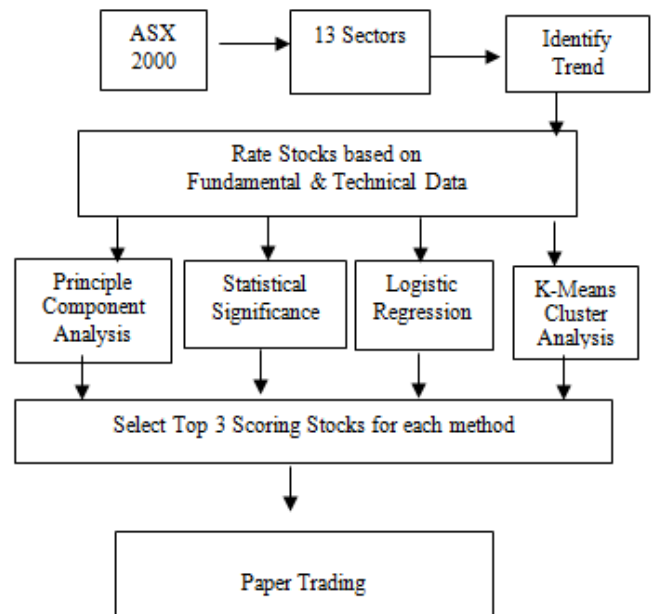 ASX
2000
13 Sectors
Identify
Trend
Rate Stocks based on
Fundamental & Technical Data
Principle
Component
Analysis
Statistical
Significance
Logistic
Regression
K-Means
Cluster
Analysis
Select Top 3 Scoring Stocks for each method
Paper Trading